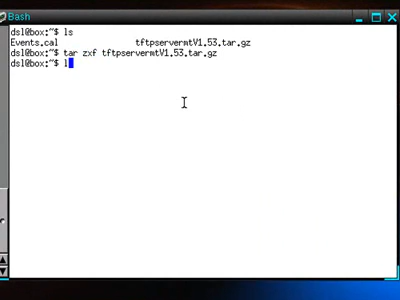 Bash
dsl@box:~$ ls
Events.cal tftpservermtV1.53.tar.gz
dsl@box:~$ tar zxf tftpservermtV1.53.tar.gz
dsl@box:~$ l